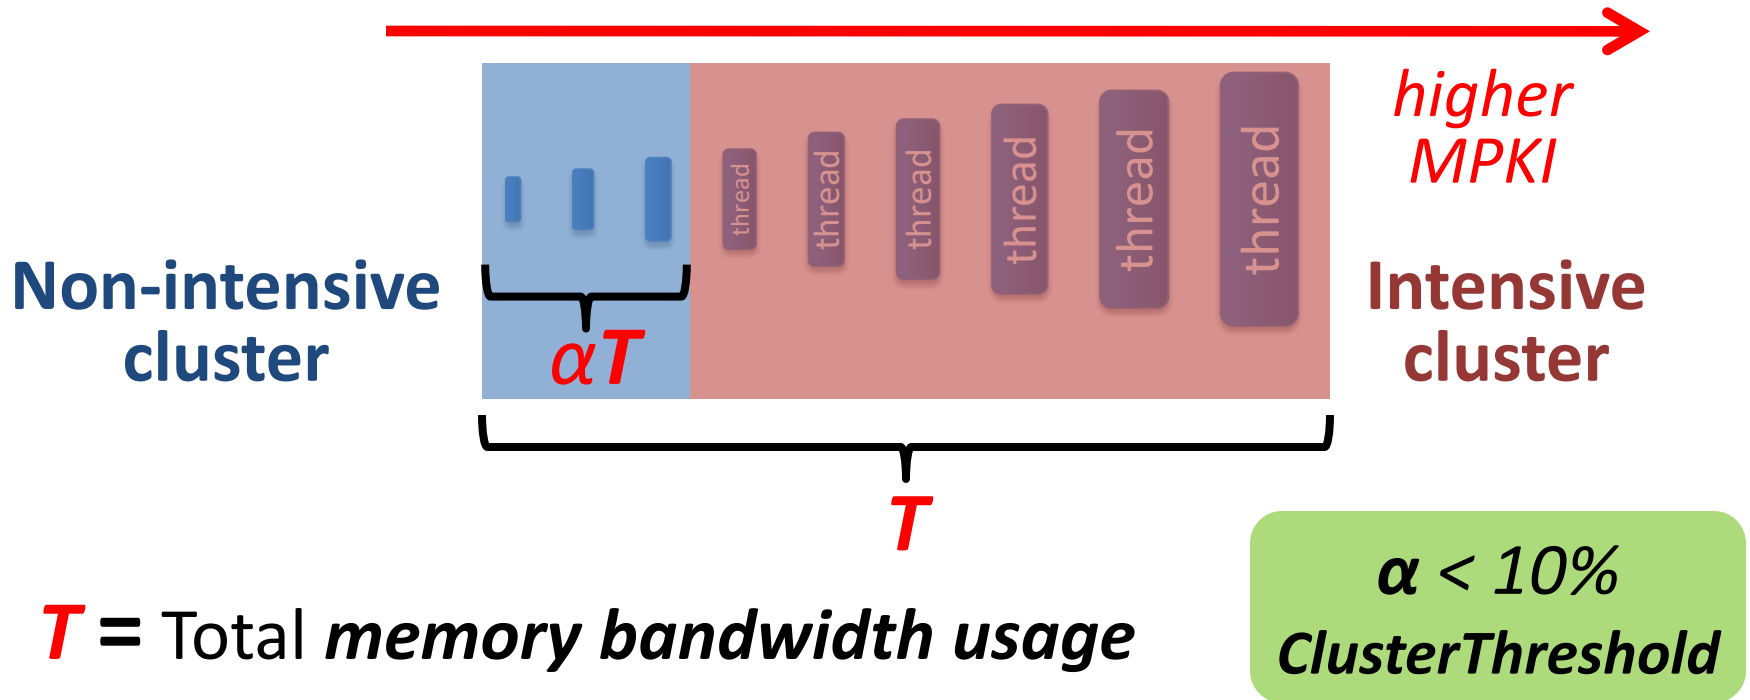 higher
MPKI
thread
thread
thread
thread
thread
thread
Non-intensive
cluster
Intensive
cluster
αT
T
α < 10%
ClusterThreshold
T = Total memory bandwidth usage